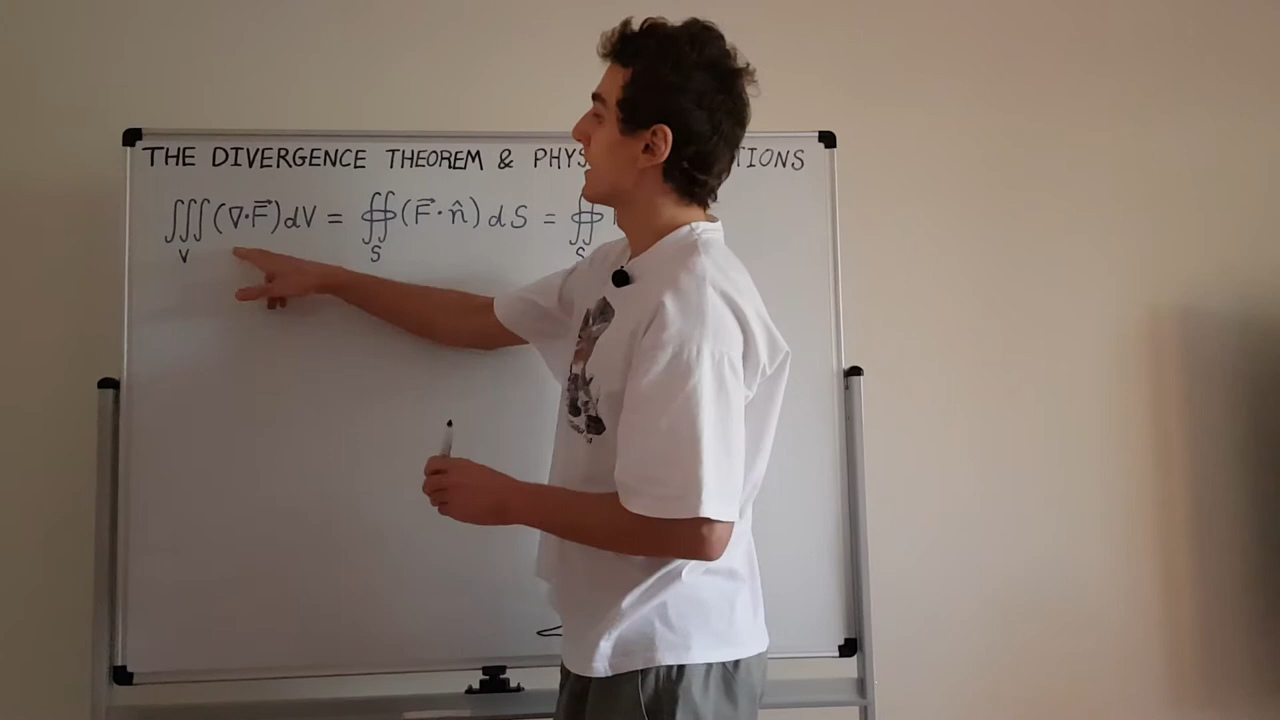 THE DIVERGENCE THEOREM & PHYS TIONS
∭(∇·F⃗)dV = ∯(F⃗·n̂)dS = ∯
V S S